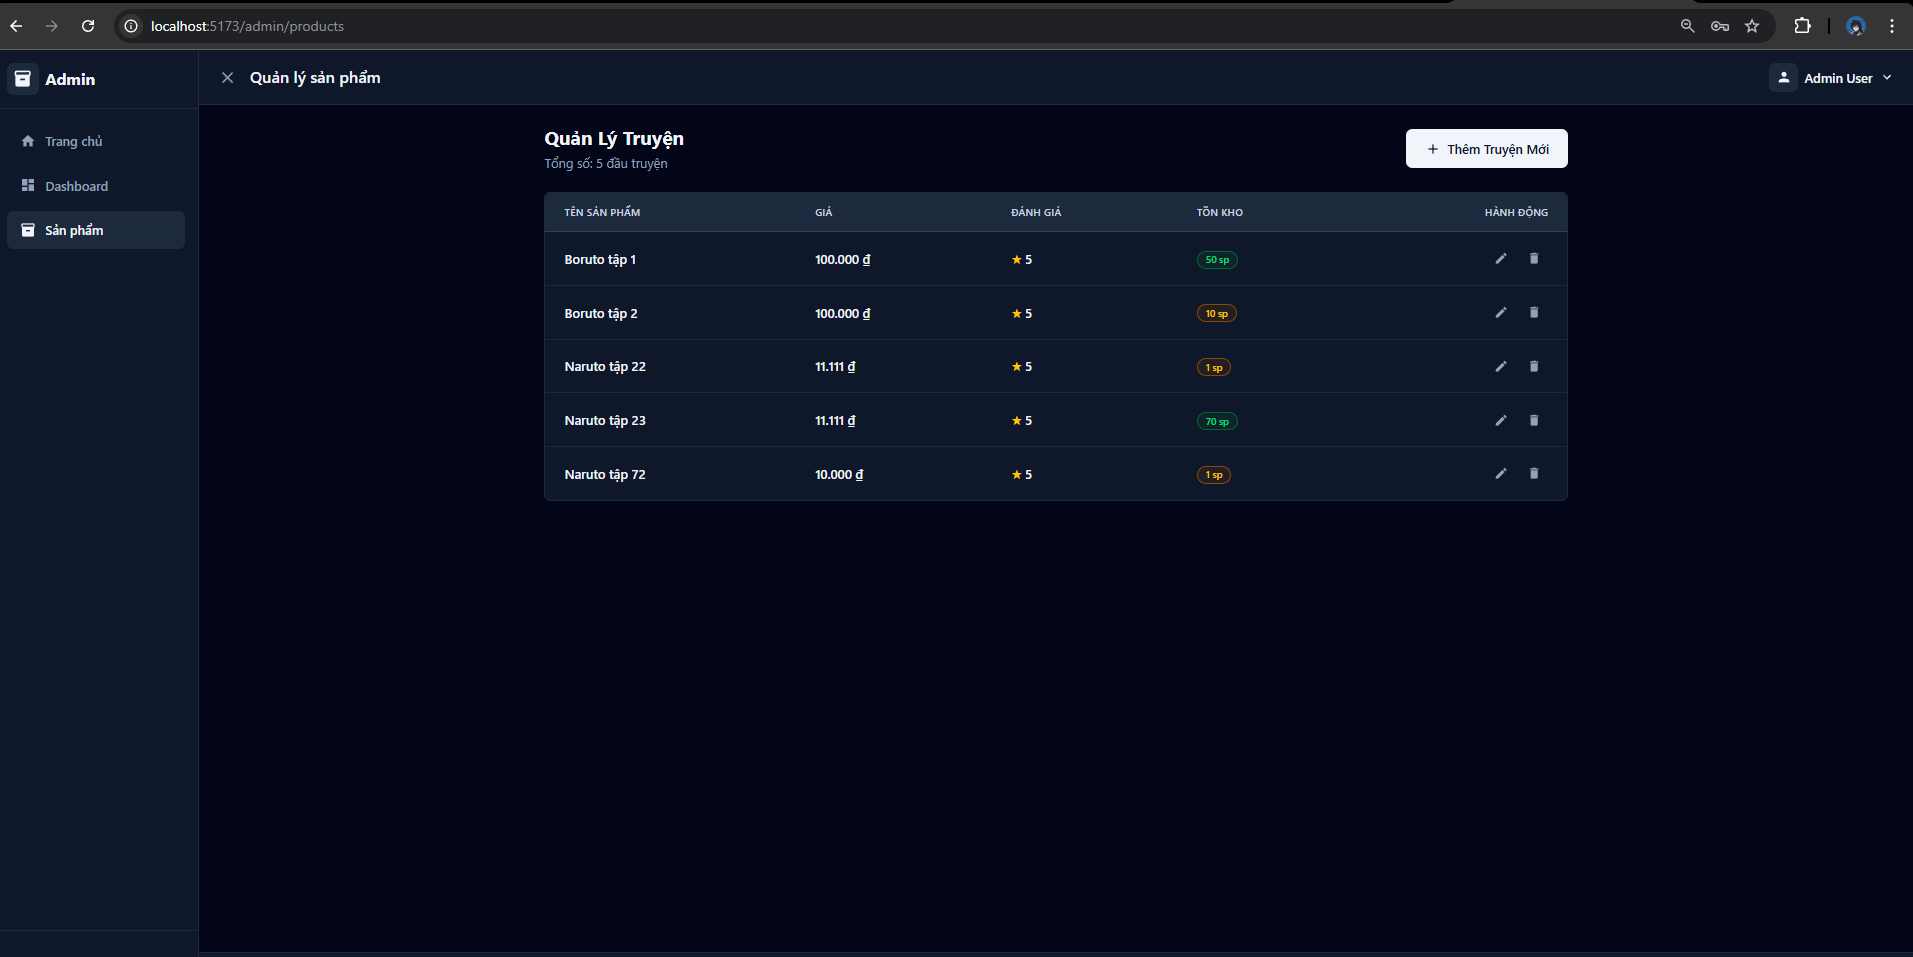 localhost:5173/admin/products
Admin
Quản lý sản phẩm
Admin User
Trang chủ
Dashboard
Sản phẩm
Quản Lý Truyện
Tổng số: 5 đầu truyện
+ Thêm Truyện Mới
TÊN SẢN PHẨM GIÁ ĐÁNH GIÁ TỒN KHO HÀNH ĐỘNG
Boruto tập 1 100.000 ₫ ★ 5 50 sp
Boruto tập 2 100.000 ₫ ★ 5 10 sp
Naruto tập 22 11.111 ₫ ★ 5 1 sp
Naruto tập 23 11.111 ₫ ★ 5 70 sp
Naruto tập 72 10.000 ₫ ★ 5 1 sp